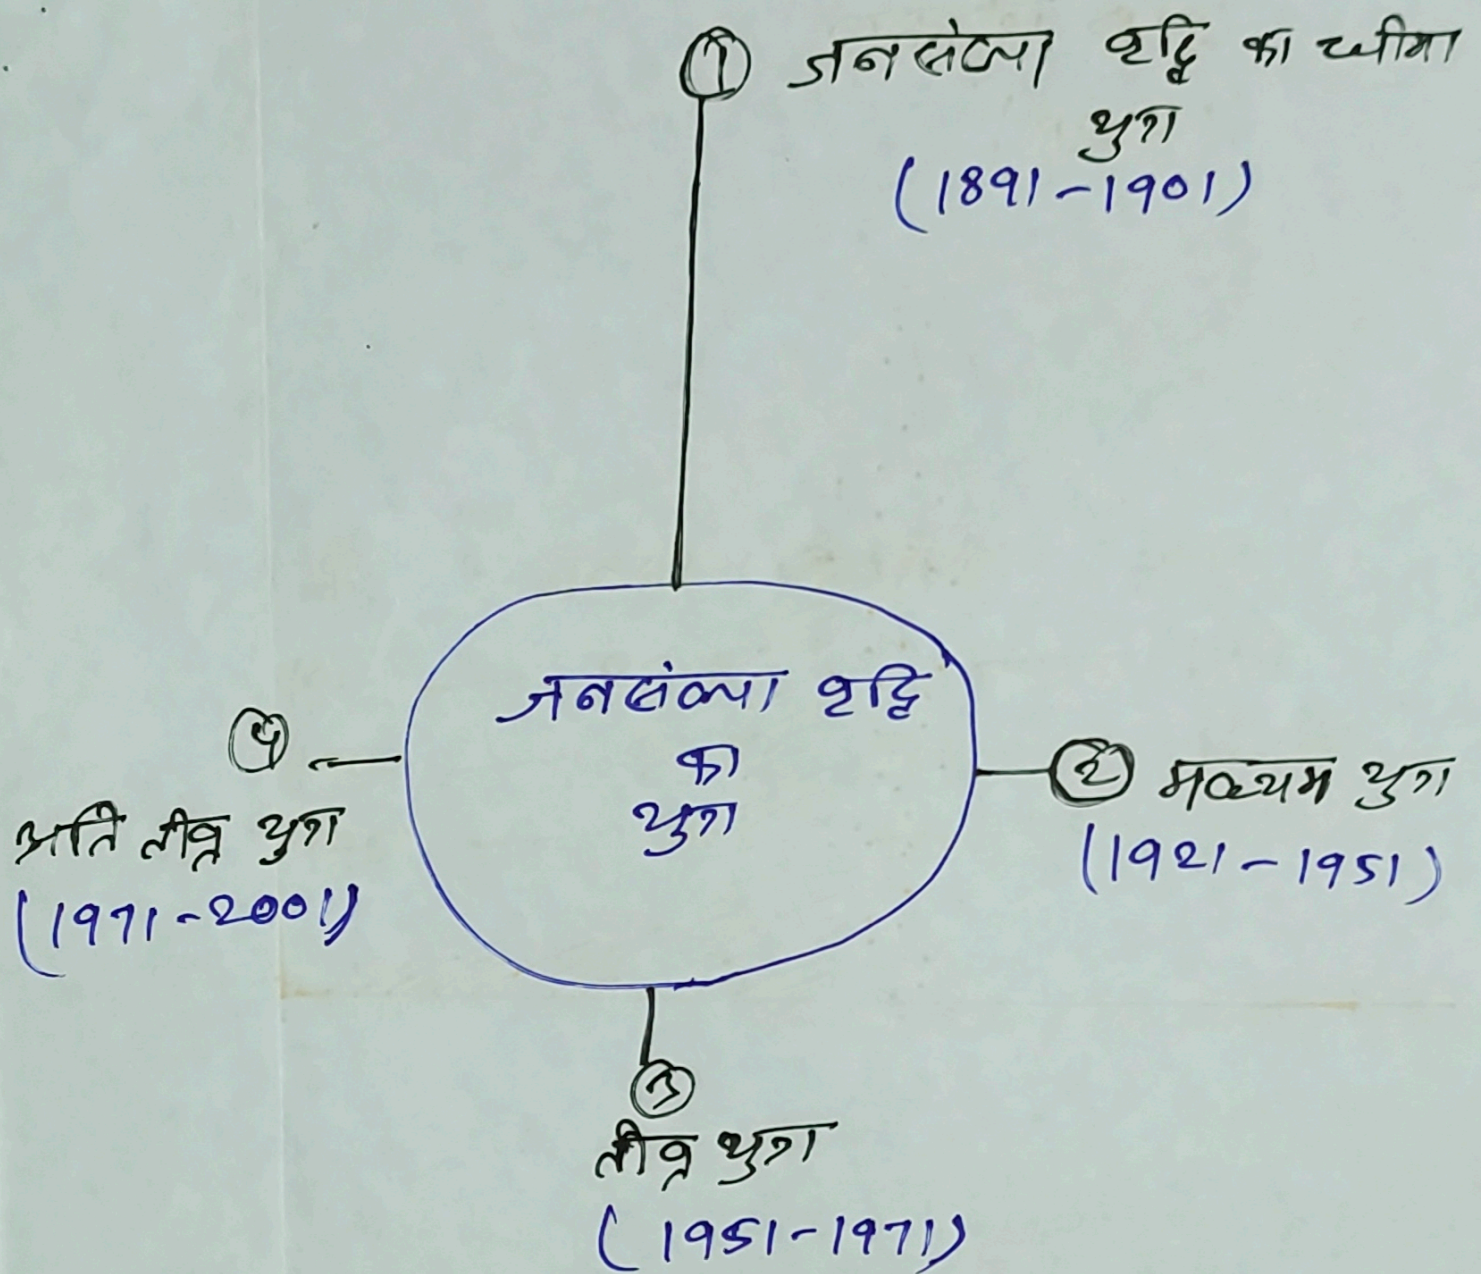 ① जनसंख्या वृद्धि का धीमा
युग
(1891-1901)
जनसंख्या वृद्धि
का
युग
② मध्यम युग
(1921-1951)
③
तीव्र युग
(1951-1971)
④
अति तीव्र युग
(1971-2001)